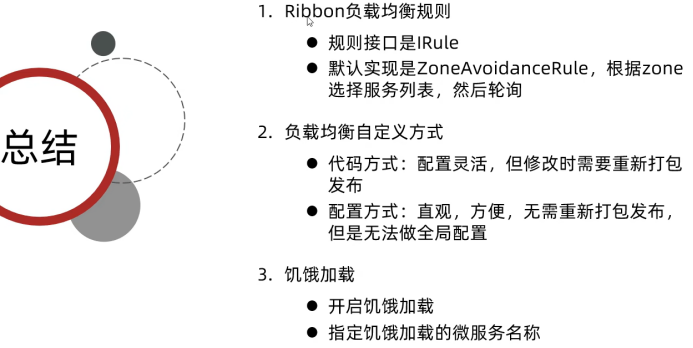 总结
1. Ribbon负载均衡规则
● 规则接口是IRule
● 默认实现是ZoneAvoidanceRule，根据zone
选择服务列表，然后轮询
2. 负载均衡自定义方式
● 代码方式：配置灵活，但修改时需要重新打包
发布
● 配置方式：直观，方便，无需重新打包发布，
但是无法做全局配置
3. 饥饿加载
● 开启饥饿加载
● 指定饥饿加载的微服务名称